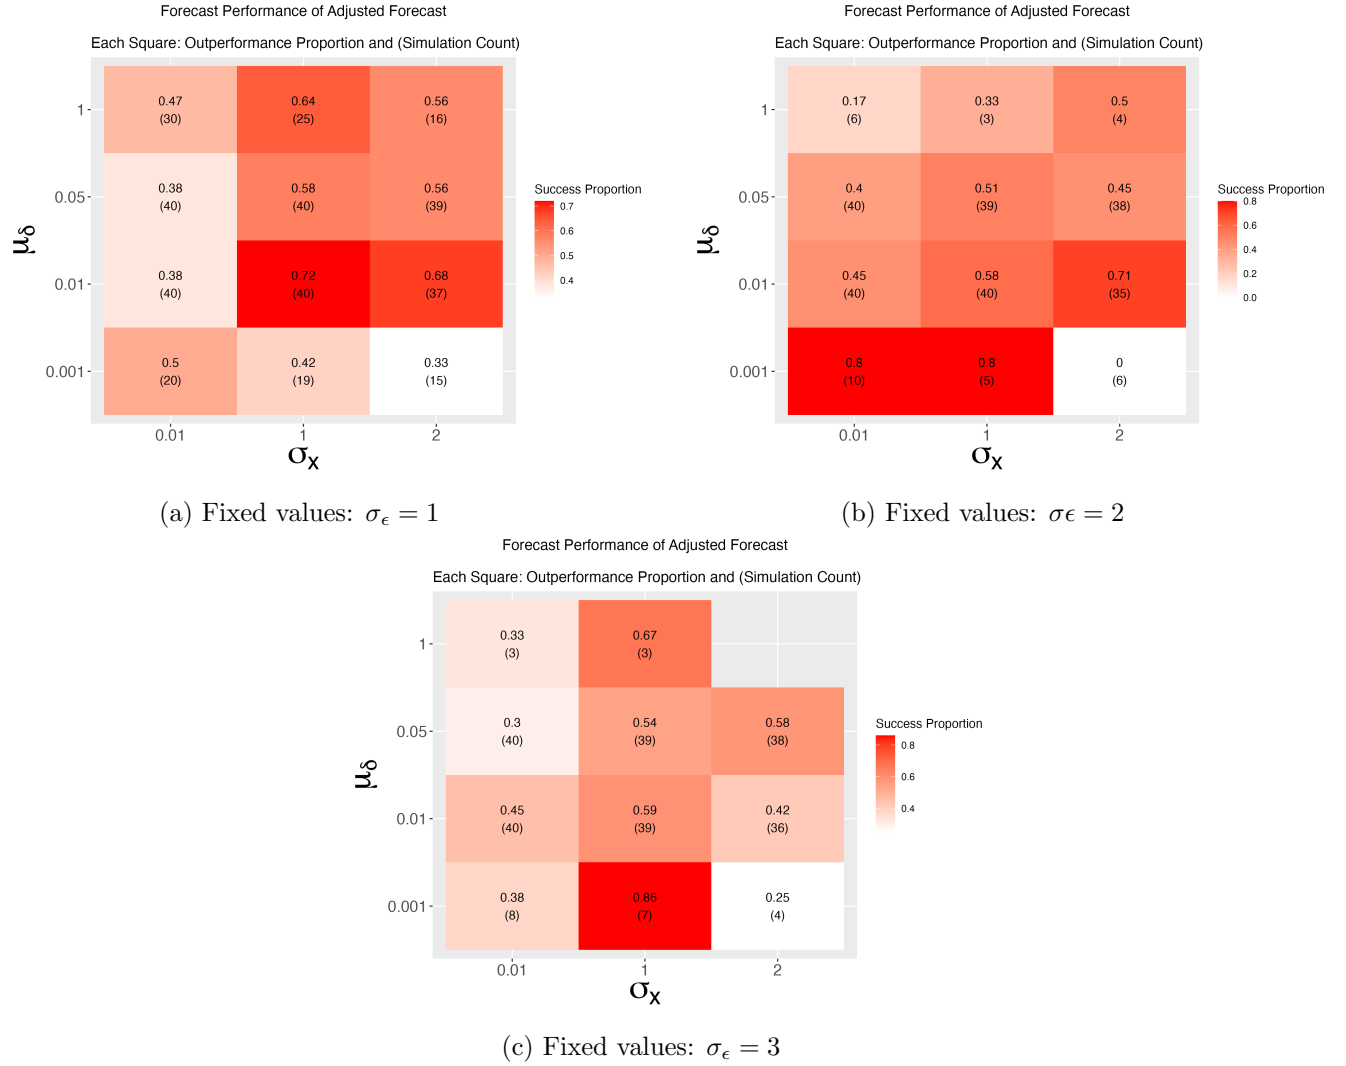 Forecast Performance of Adjusted Forecast
Each Square: Outperformance Proportion and (Simulation Count)
0.47 0.64 0.56
(30) (25) (16)
0.38 0.58 0.56
(40) (40) (39)
0.38 0.72 0.68
(40) (40) (37)
0.5 0.42 0.33
(20) (19) (15)
1
0.05
0.01
0.001
μδ
0.01 1 2
σx
Success Proportion
0.7
0.6
0.5
0.4
(a) Fixed values: σϵ = 1
Forecast Performance of Adjusted Forecast
Each Square: Outperformance Proportion and (Simulation Count)
0.17 0.33 0.5
(6) (3) (4)
0.4 0.51 0.45
(40) (39) (38)
0.45 0.58 0.71
(40) (40) (35)
0.8 0.8 0
(10) (5) (6)
1
0.05
0.01
0.001
μδ
0.01 1 2
σx
Success Proportion
0.8
0.6
0.4
0.2
0.0
(b) Fixed values: σϵ = 2
Forecast Performance of Adjusted Forecast
Each Square: Outperformance Proportion and (Simulation Count)
0.33 0.67
(3) (3)
0.3 0.54 0.58
(40) (39) (38)
0.45 0.59 0.42
(40) (39) (36)
0.38 0.86 0.25
(8) (7) (4)
1
0.05
0.01
0.001
μδ
0.01 1 2
σx
Success Proportion
0.8
0.6
0.4
(c) Fixed values: σϵ = 3